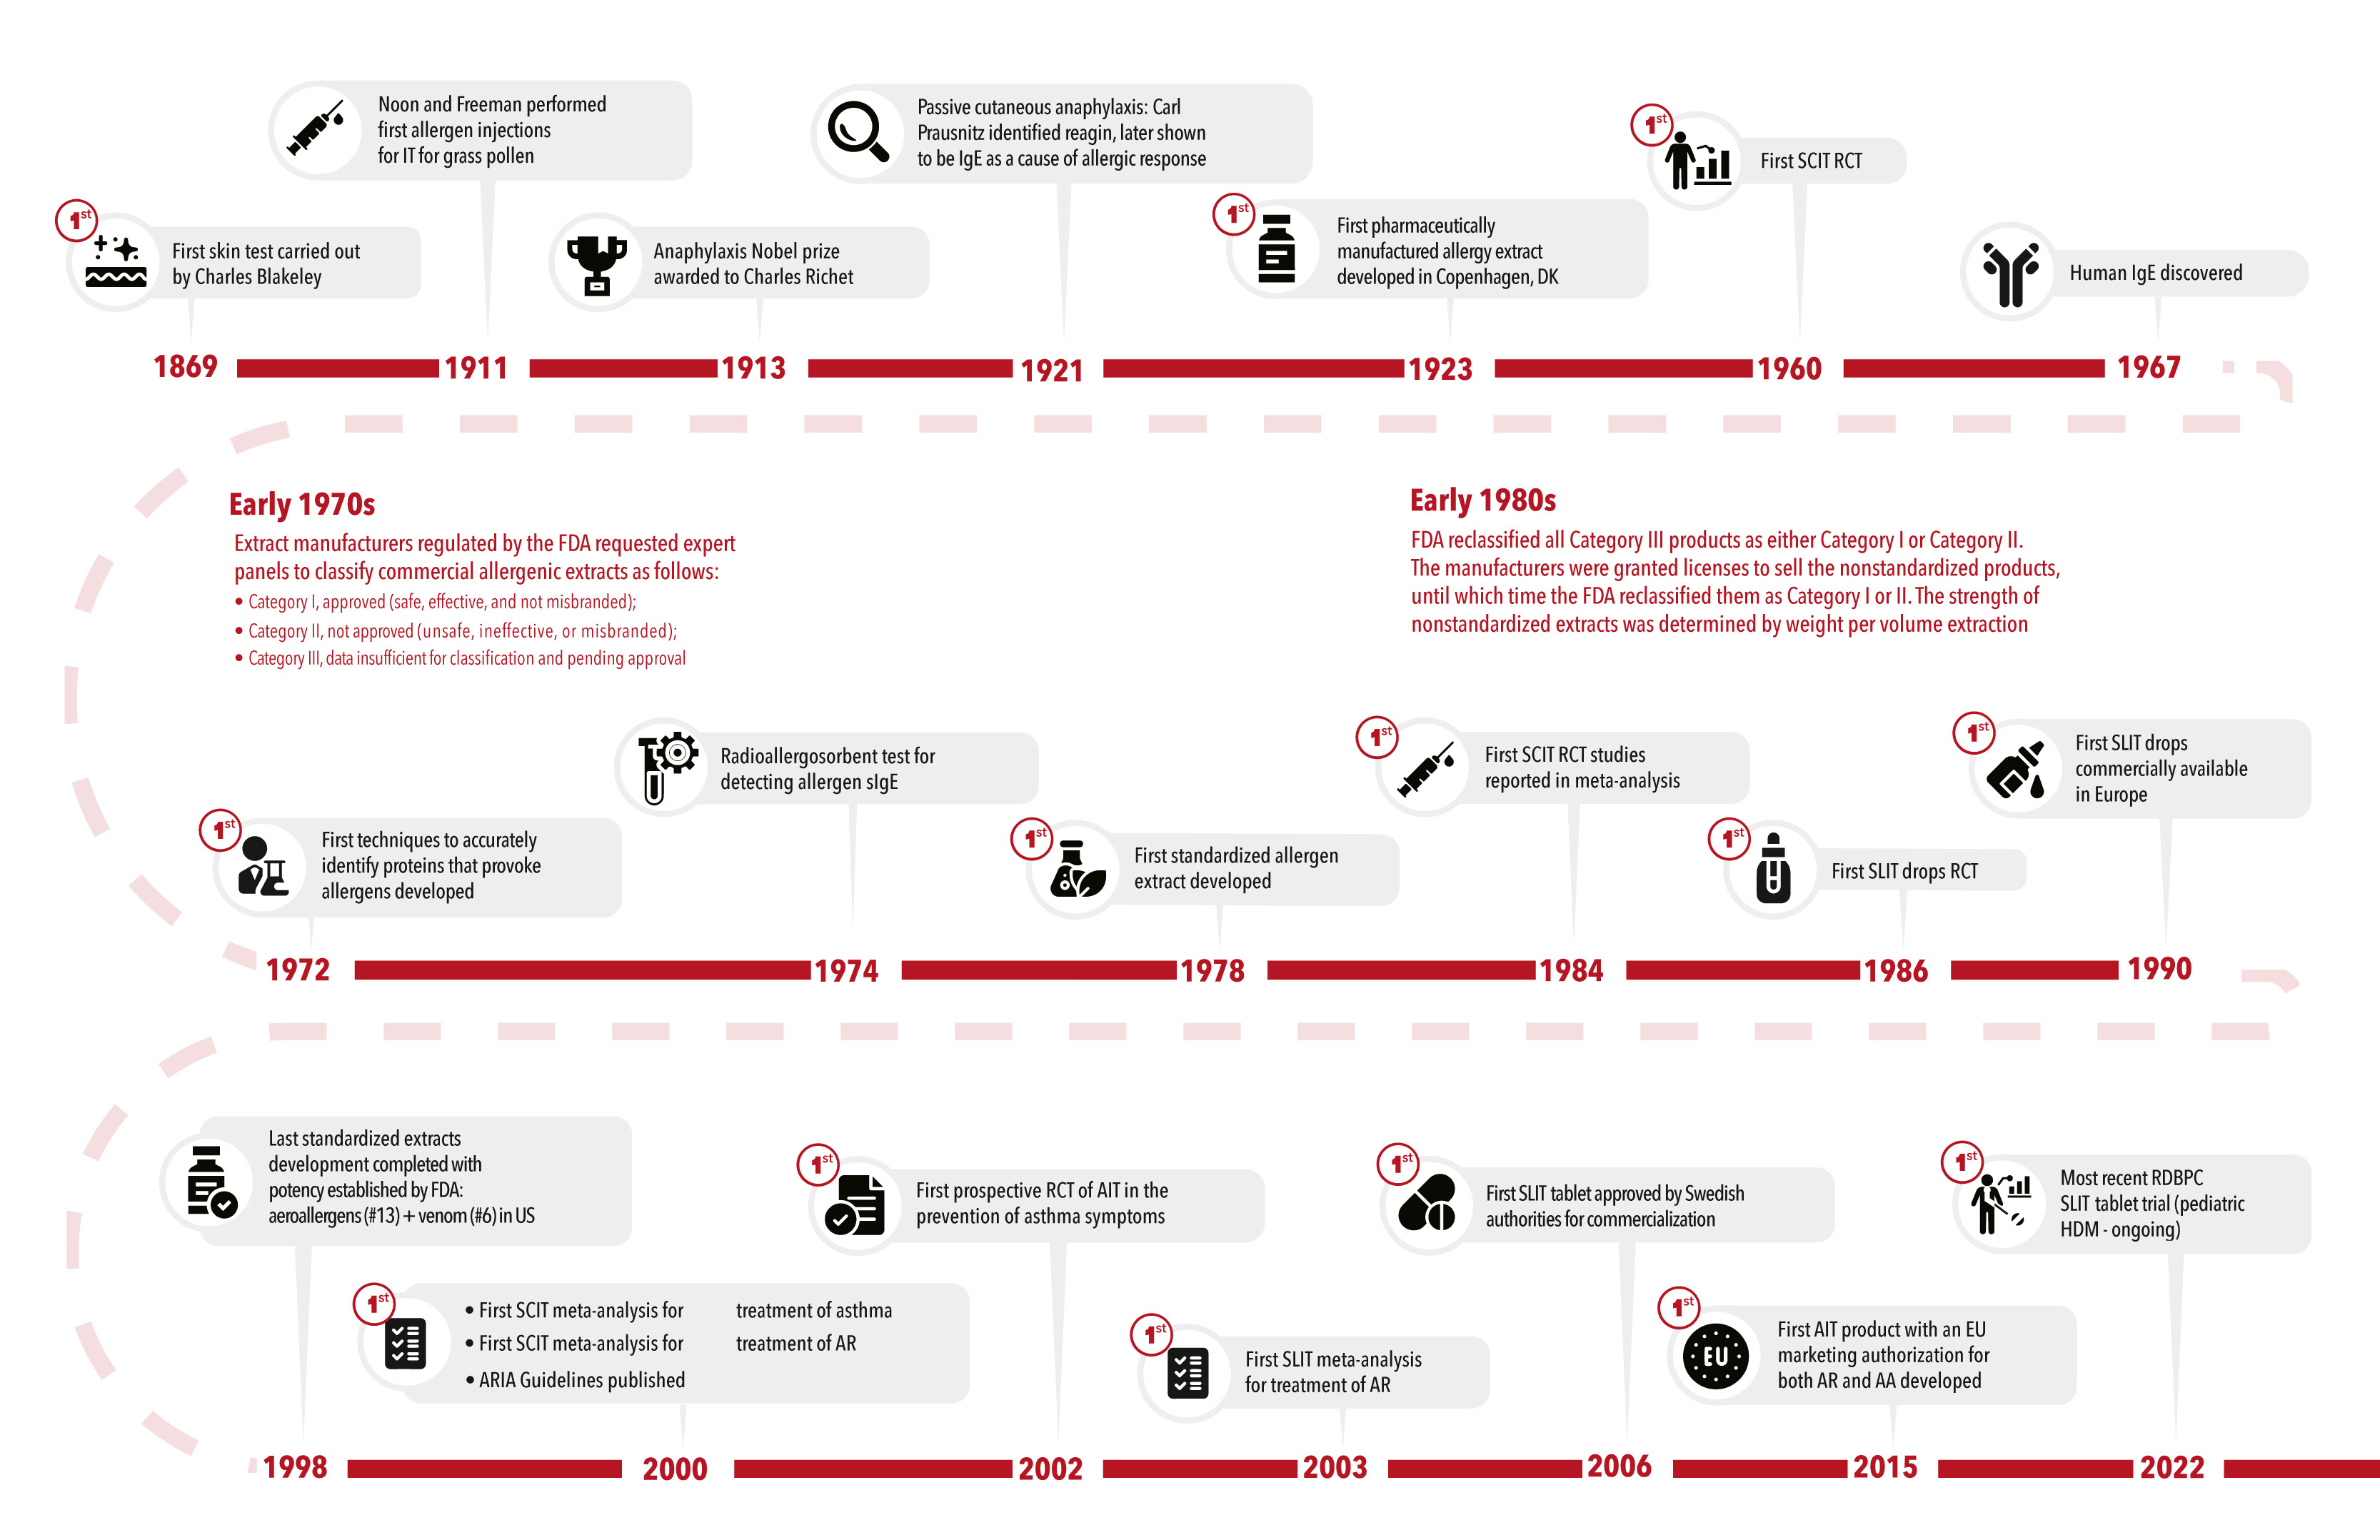 1st
First skin test carried out
by Charles Blakeley
1869
Noon and Freeman performed
first allergen injections
for IT for grass pollen
1911
Anaphylaxis Nobel prize
awarded to Charles Richet
1913
Passive cutaneous anaphylaxis: Carl
Prausnitz identified reagin, later shown
to be IgE as a cause of allergic response
1921
1st
First pharmaceutically
manufactured allergy extract
developed in Copenhagen, DK
1923
1st
First SCIT RCT
1960
Human IgE discovered
1967
Early 1970s
Extract manufacturers regulated by the FDA requested expert
panels to classify commercial allergenic extracts as follows:
• Category I, approved (safe, effective, and not misbranded);
• Category II, not approved (unsafe, ineffective, or misbranded);
• Category III, data insufficient for classification and pending approval
Early 1980s
FDA reclassified all Category III products as either Category I or Category II.
The manufacturers were granted licenses to sell the nonstandardized products,
until which time the FDA reclassified them as Category I or II. The strength of
nonstandardized extracts was determined by weight per volume extraction
1st
First techniques to accurately
identify proteins that provoke
allergens developed
1972
Radioallergosorbent test for
detecting allergen sIgE
1974
1st
First standardized allergen
extract developed
1978
1st
First SCIT RCT studies
reported in meta-analysis
1984
1st
First SLIT drops RCT
1986
1st
First SLIT drops
commercially available
in Europe
1990
Last standardized extracts
development completed with
potency established by FDA:
aeroallergens (#13) + venom (#6) in US
1998
1st
• First SCIT meta-analysis for treatment of asthma
• First SCIT meta-analysis for treatment of AR
• ARIA Guidelines published
2000
1st
First prospective RCT of AIT in the
prevention of asthma symptoms
2002
1st
First SLIT meta-analysis
for treatment of AR
2003
1st
First SLIT tablet approved by Swedish
authorities for commercialization
2006
1st
EU
First AIT product with an EU
marketing authorization for
both AR and AA developed
2015
1st
Most recent RDBPC
SLIT tablet trial (pediatric
HDM - ongoing)
2022